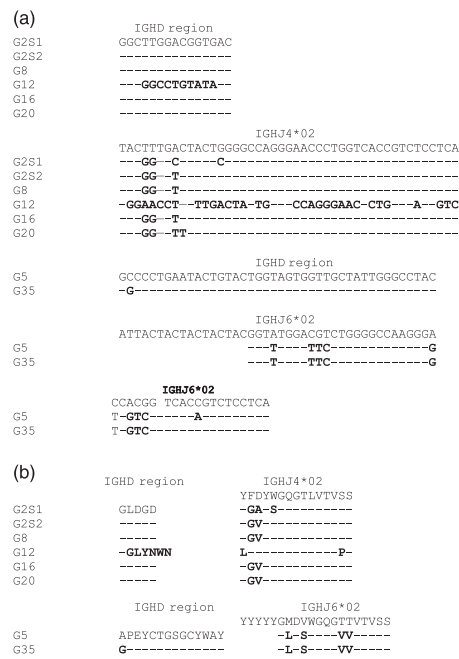 (a)
IGHD region
G2S1 GGCTTGGACGGTGAC
G2S2 ---------------
G8 ---------------
G12 ---GGCCTGTATA--
G16 ---------------
G20 ---------------
IGHJ4*02
TACTTTGACTACTGGGGCCAGGGAACCCTGGTCACCGTCTCCTCA
G2S1 ---GG--C-----C-------------------------------
G2S2 ---GG--T-------------------------------------
G8 ---GG--T-------------------------------------
G12 -GGAACCT--TTGACTA-TG---CCAGGGAAC-CTG---A--GTC
G16 ---GG--T-------------------------------------
G20 ---GG--TT------------------------------------
IGHD region
G5 GCCCCTGAATACTGTACTGGTAGTGGTTGCTATTGGGCCTAC
G35 -G----------------------------------------
IGHJ6*02
ATTACTACTACTACTACGGTATGGACGTCTGGGGCCAAGGGA
G5 ---T----TTC-------------G
G35 ---T----TTC-------------G
IGHJ6*02
CCACGG TCACCGTCTCCTCA
G5 T-GTC------A---------
G35 T-GTC----------------
(b)
IGHD region IGHJ4*02
YFDYWGQGTLVTVSS
G2S1 GLDGD -GA-S----------
G2S2 ----- -GV------------
G8 ----- -GV------------
G12 -GLYNWN L------------P-
G16 ----- -GV------------
G20 ----- -GV------------
IGHD region IGHJ6*02
YYYYYGMDVWGQGTTVTVSS
G5 APEYCTGSGCYWAY -L-S----VV-----
G35 G------------- -L-S----VV-----